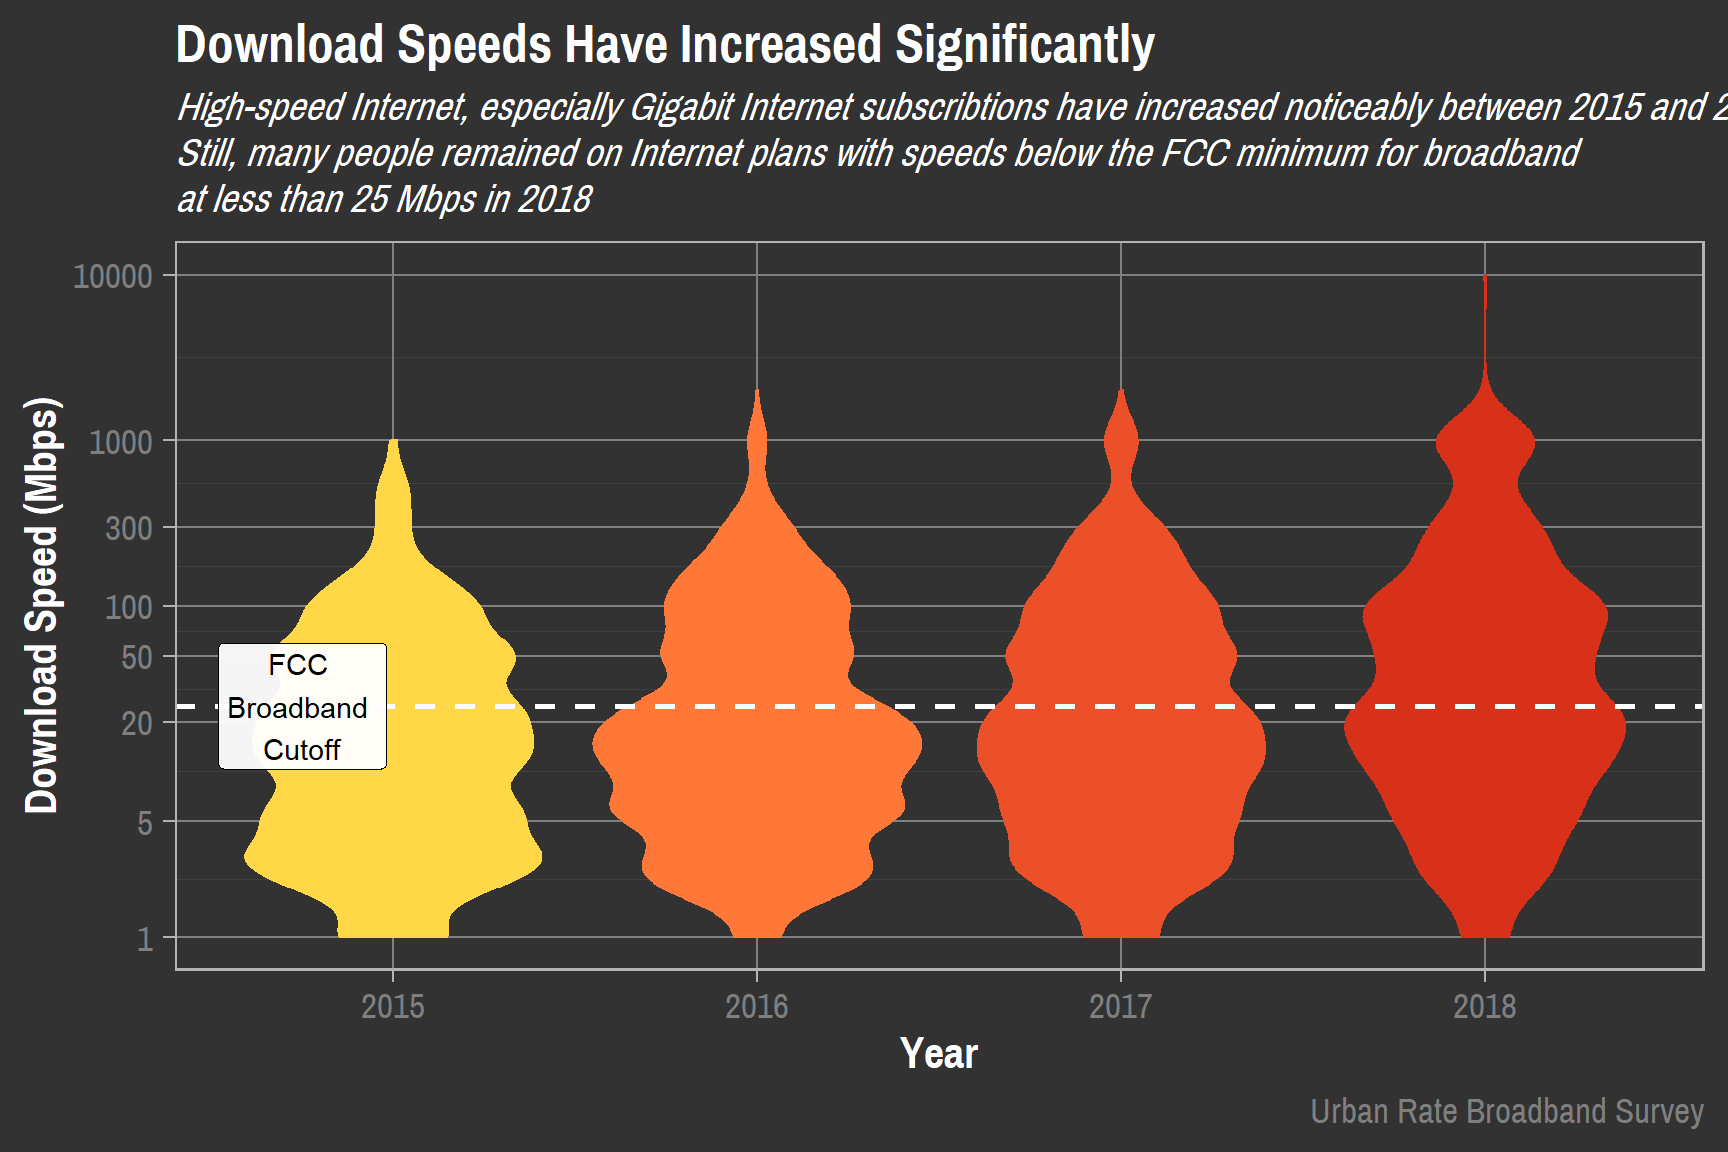 Download Speeds Have Increased Significantly
High-speed Internet, especially Gigabit Internet subscribtions have increased noticeably between 2015 and
Still, many people remained on Internet plans with speeds below the FCC minimum for broadband
at less than 25 Mbps in 2018
Download Speed (Mbps)
10000
1000
300
100
50
20
5
1
FCC
Broadband
Cutoff
2015
2016
2017
2018
Year
Urban Rate Broadband Survey